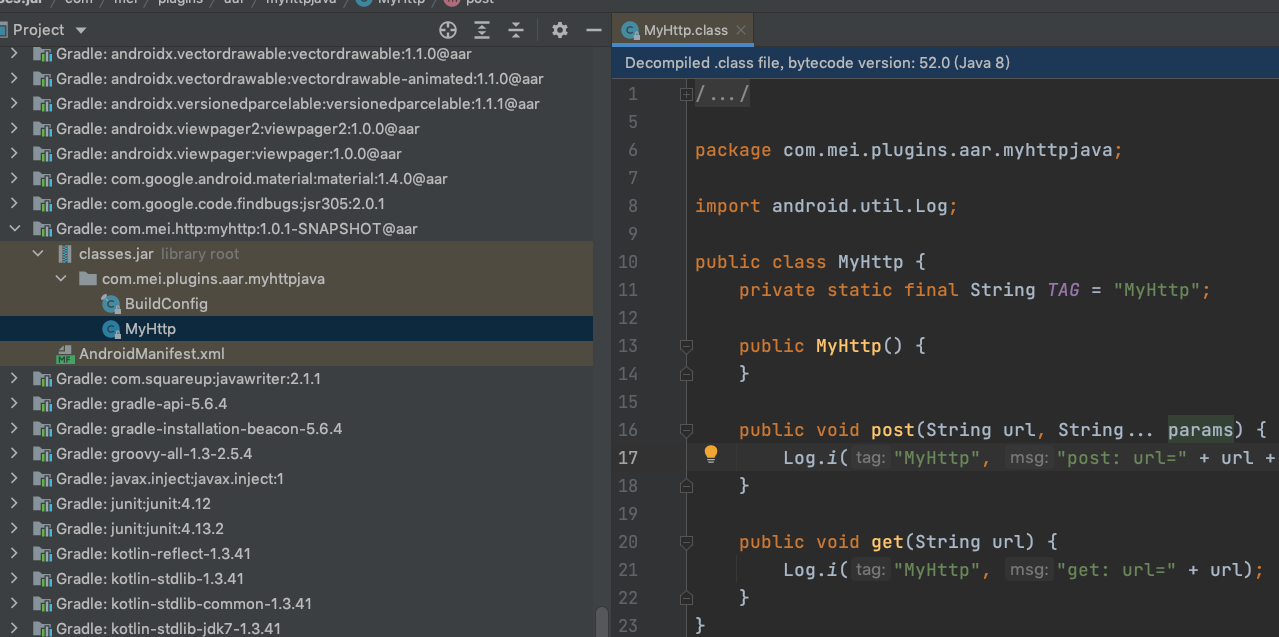 ses.jar / com / mei / plugins / aar / myhttpjava / MyHttp / post
Project
Gradle: androidx.vectordrawable:vectordrawable:1.1.0@aar
Gradle: androidx.vectordrawable:vectordrawable-animated:1.1.0@aar
Gradle: androidx.versionedparcelable:versionedparcelable:1.1.1@aar
Gradle: androidx.viewpager2:viewpager2:1.0.0@aar
Gradle: androidx.viewpager:viewpager:1.0.0@aar
Gradle: com.google.android.material:material:1.4.0@aar
Gradle: com.google.code.findbugs:jsr305:2.0.1
Gradle: com.mei.http:myhttp:1.0.1-SNAPSHOT@aar
classes.jar library root
com.mei.plugins.aar.myhttpjava
BuildConfig
MyHttp
MF AndroidManifest.xml
Gradle: com.squareup:javawriter:2.1.1
Gradle: gradle-api-5.6.4
Gradle: gradle-installation-beacon-5.6.4
Gradle: groovy-all-1.3-2.5.4
Gradle: javax.inject:javax.inject:1
Gradle: junit:junit:4.12
Gradle: junit:junit:4.13.2
Gradle: kotlin-reflect-1.3.41
Gradle: kotlin-stdlib-1.3.41
Gradle: kotlin-stdlib-common-1.3.41
Gradle: kotlin-stdlib-jdk7-1.3.41
MyHttp.class
Decompiled .class file, bytecode version: 52.0 (Java 8)
1 /.../
5
6 package com.mei.plugins.aar.myhttpjava;
7
8 import android.util.Log;
9
10 public class MyHttp {
11 private static final String TAG = "MyHttp";
12
13 public MyHttp() {
14 }
15
16 public void post(String url, String... params) {
17 Log.i( tag: "MyHttp", msg: "post: url=" + url +
18 }
19
20 public void get(String url) {
21 Log.i( tag: "MyHttp", msg: "get: url=" + url);
22 }
23 }